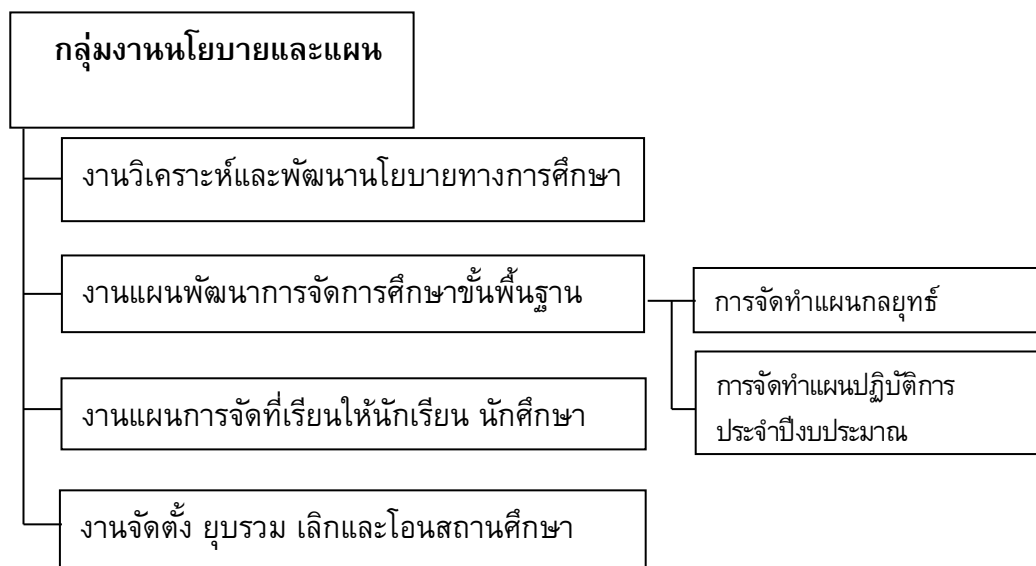 กลุ่มงานนโยบายและแผน
งานวิเคราะห์และพัฒนานโยบายทางการศึกษา
งานแผนพัฒนาการจัดการศึกษาขั้นพื้นฐาน
การจัดทำแผนกลยุทธ์
การจัดทำแผนปฏิบัติการ
ประจำปีงบประมาณ
งานแผนการจัดที่เรียนให้นักเรียน นักศึกษา
งานจัดตั้ง ยุบรวม เลิกและโอนสถานศึกษา